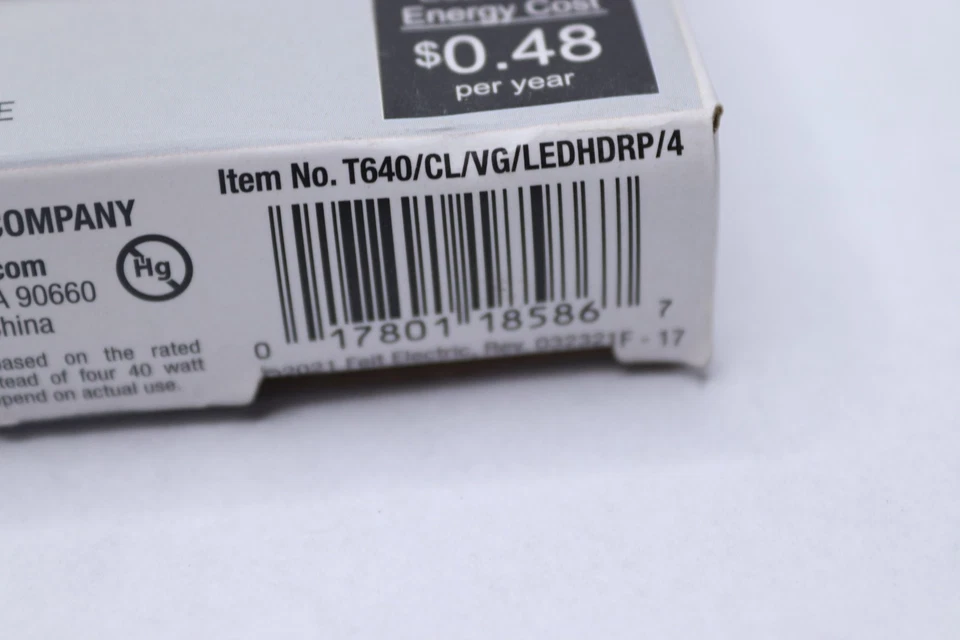 Energy Cost
$0.48
per year
E
Item No. T640/CL/VG/LEDHDRP/4
COMPANY
com
Hg
A 90660
China
based on the rated
tead of four 40 watt
pend on actual use.
0 17801 18586 7
©2021 Feit Electric, Rev. 032321F - 17